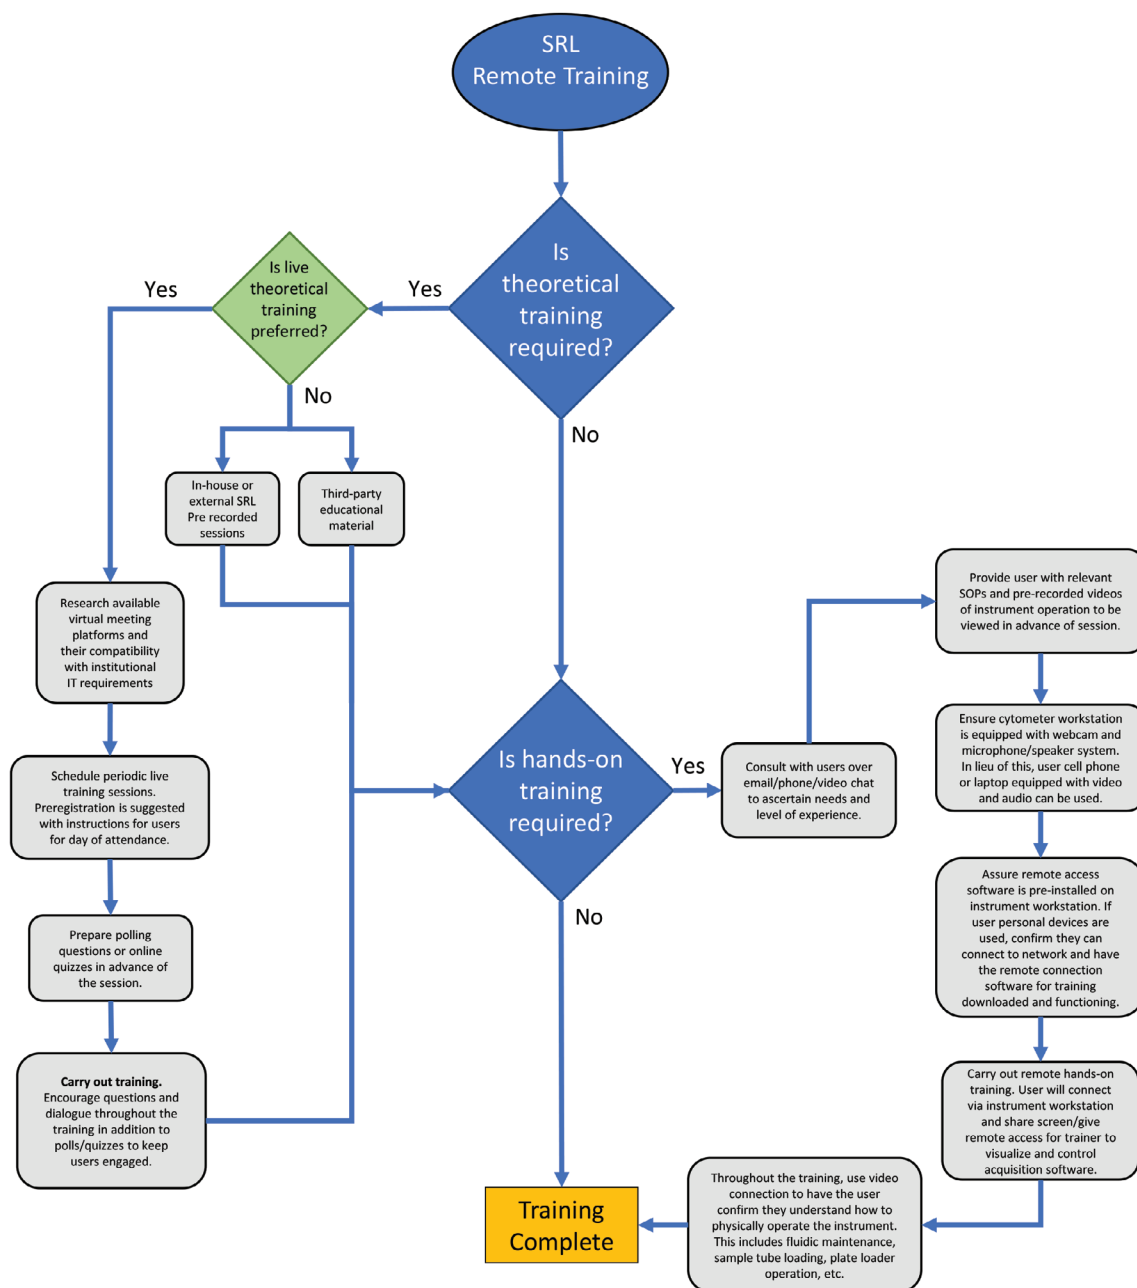 SRL
Remote Training
Is
theoretical
training
required?
Yes
Is live
theoretical
training
preferred?
Yes
No
No
In-house or
external SRL
Pre recorded
sessions
Third-party
educational
material
Research available
virtual meeting
platforms and
their compatibility
with institutional
IT requirements
Schedule periodic live
training sessions.
Preregistration is suggested
with instructions for users
for day of attendance.
Prepare polling
questions or online
quizzes in advance of
the session.
Carry out training.
Encourage questions and
dialogue throughout the
training in addition to
polls/quizzes to keep
users engaged.
Is hands-on
training
required?
Yes
No
Consult with users over
email/phone/video chat
to ascertain needs and
level of experience.
Provide user with relevant
SOPs and pre-recorded videos
of instrument operation to be
viewed in advance of session.
Ensure cytometer workstation
is equipped with webcam and
microphone/speaker system.
In lieu of this, user cell phone
or laptop equipped with video
and audio can be used.
Assure remote access
software is pre-installed on
instrument workstation. If
user personal devices are
used, confirm they can
connect to network and have
the remote connection
software for training
downloaded and functioning.
Carry out remote hands-on
training. User will connect
via instrument workstation
and share screen/give
remote access for trainer to
visualize and control
acquisition software.
Throughout the training, use video
connection to have the user
confirm they understand how to
physically operate the instrument.
This includes fluidic maintenance,
sample tube loading, plate loader
operation, etc.
Training
Complete